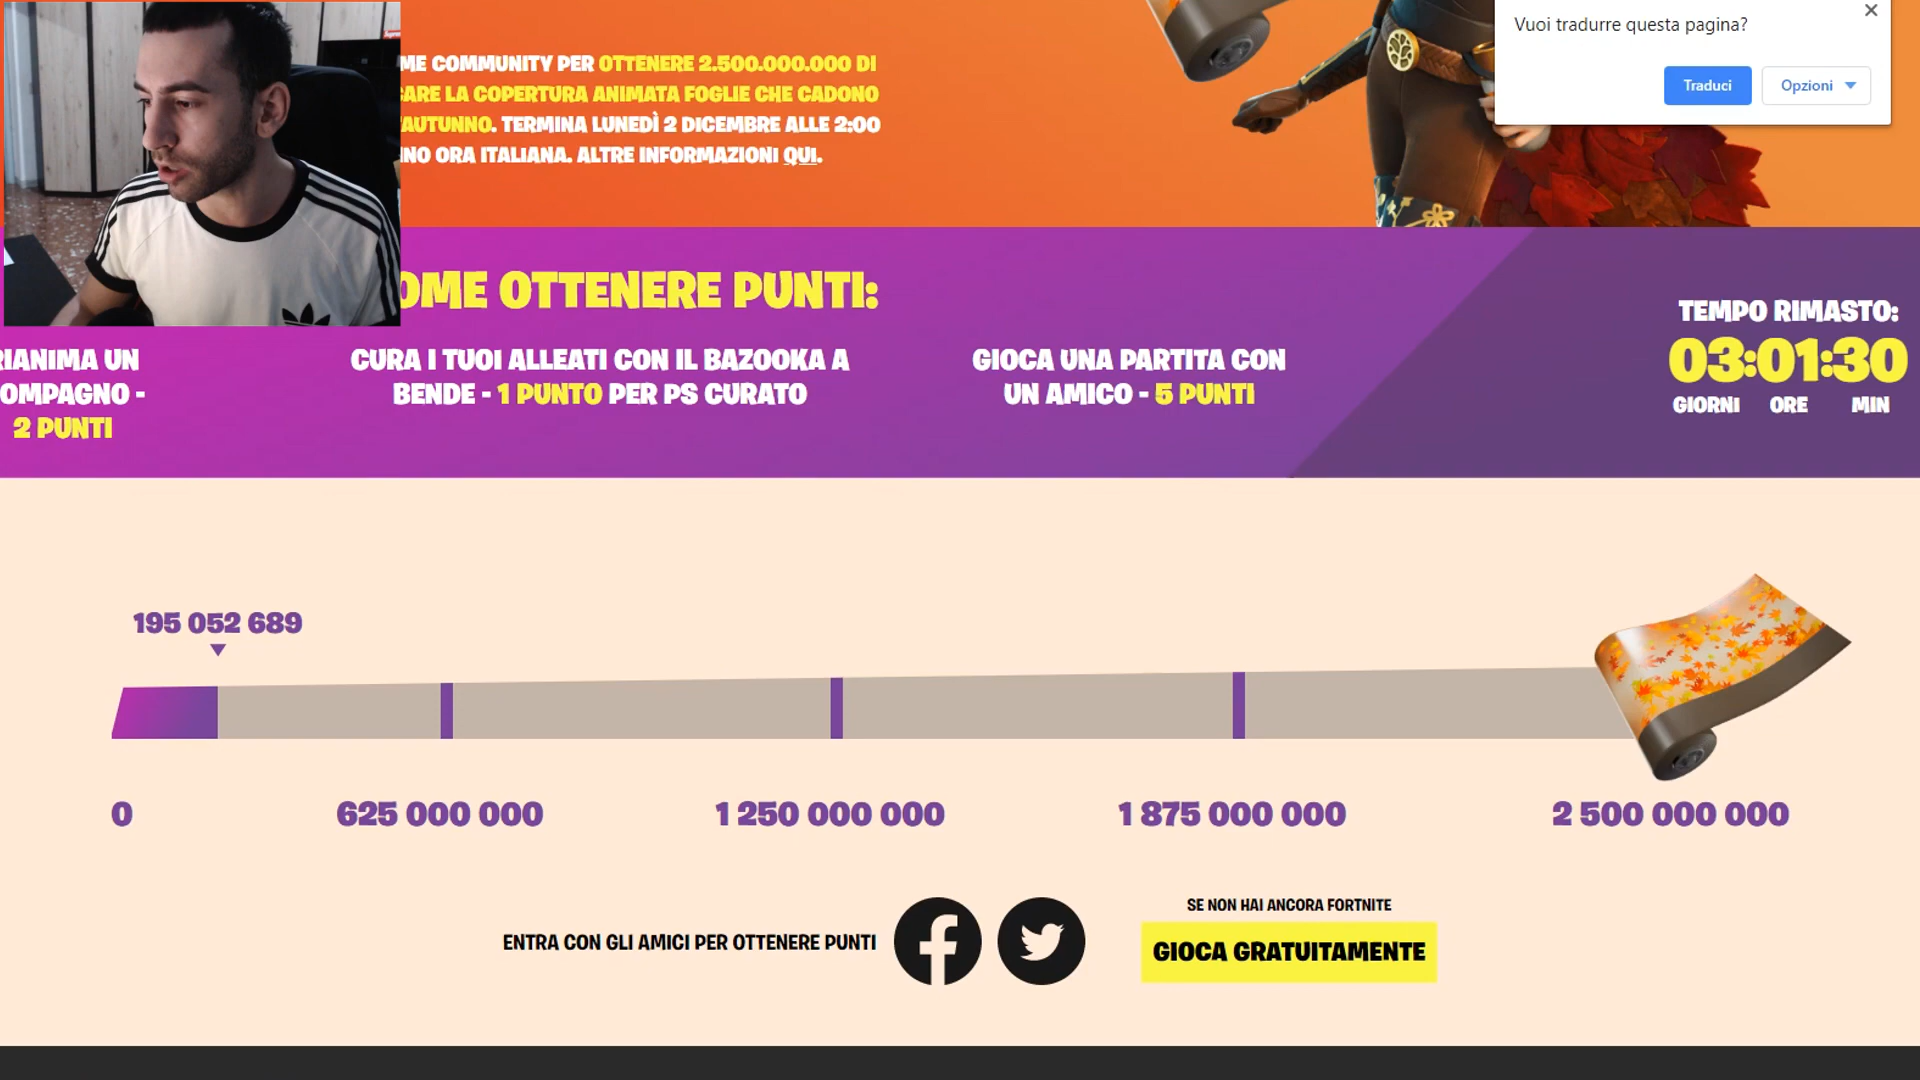 Vuoi tradurre questa pagina?
Traduci
Opzioni
ME COMMUNITY PER OTTENERE 2.500.000.000 DI
ARE LA COPERTURA ANIMATA FOGLIE CHE CADONO
'AUTUNNO. TERMINA LUNEDÌ 2 DICEMBRE ALLE 2:00
NO ORA ITALIANA. ALTRE INFORMAZIONI QUI.
OME OTTENERE PUNTI:
RIANIMA UN
OMPAGNO -
2 PUNTI
CURA I TUOI ALLEATI CON IL BAZOOKA A
BENDE - 1 PUNTO PER PS CURATO
GIOCA UNA PARTITA CON
UN AMICO - 5 PUNTI
TEMPO RIMASTO:
03:01:30
GIORNI ORE MIN
195 052 689
0 625 000 000 1 250 000 000 1 875 000 000 2 500 000 000
ENTRA CON GLI AMICI PER OTTENERE PUNTI
SE NON HAI ANCORA FORTNITE
GIOCA GRATUITAMENTE